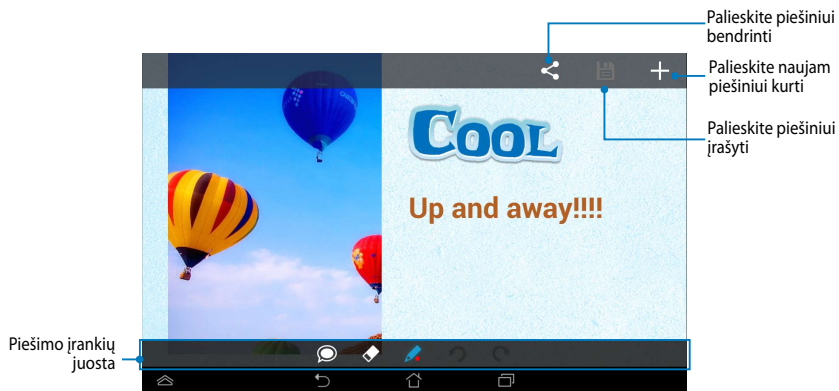 Palieskite piešiniui
bendrinti
Palieskite naujam
piešiniui kurti
Palieskite piešiniui
įrašyti
COOL
Up and away!!!!
Piešimo įrankių
juosta